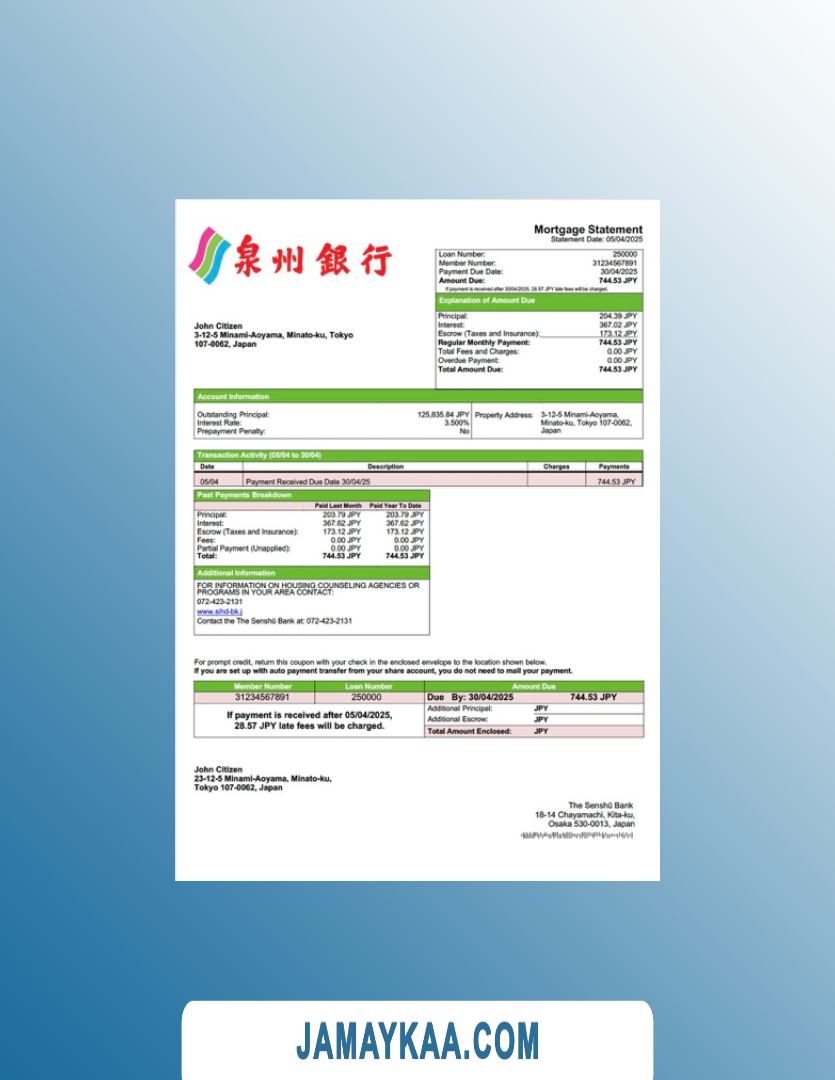 泉州銀行
Mortgage Statement
Statement Date: 05/04/2025
Loan Number: 250000
Member Number: 31234567891
Payment Due Date: 30/04/2025
Amount Due: 744.53 JPY
If payment is received after 30/04/2025, 28.57 JPY late fees will be charged.
Explanation of Amount Due
Principal: 204.39 JPY
Interest: 367.02 JPY
Escrow (Taxes and Insurance): 173.12 JPY
Regular Monthly Payment: 744.53 JPY
Total Fees and Charges: 0.00 JPY
Overdue Payment: 0.00 JPY
Total Amount Due: 744.53 JPY
John Citizen
3-12-5 Minami-Aoyama, Minato-ku, Tokyo
107-0062, Japan
Account Information
Outstanding Principal: 125,835.84 JPY
Interest Rate: 3.500%
Prepayment Penalty: No
Property Address: 3-12-5 Minami-Aoyama,
Minato-ku, Tokyo 107-0062,
Japan
Transaction Activity (05/04 to 30/04)
Date Description Charges Payments
05/04 Payment Received Due Date 30/04/25 744.53 JPY
Past Payments Breakdown
Paid Last Month Paid Year To Date
Principal: 203.79 JPY 203.79 JPY
Interest: 367.62 JPY 367.62 JPY
Escrow (Taxes and Insurance): 173.12 JPY 173.12 JPY
Fees: 0.00 JPY 0.00 JPY
Partial Payment (Unapplied): 0.00 JPY 0.00 JPY
Total: 744.53 JPY 744.53 JPY
Additional Information
FOR INFORMATION ON HOUSING COUNSELING AGENCIES OR
PROGRAMS IN YOUR AREA CONTACT:
072-423-2131
www.sihd-bk.j
Contact the The Senshū Bank at: 072-423-2131
For prompt credit, return this coupon with your check in the enclosed envelope to the location shown below.
If you are set up with auto payment transfer from your share account, you do not need to mail your payment.
Member Number Loan Number Amount Due
31234567891 250000 Due By: 30/04/2025 744.53 JPY
If payment is received after 05/04/2025,
28.57 JPY late fees will be charged.
Additional Principal: JPY
Additional Escrow: JPY
Total Amount Enclosed: JPY
John Citizen
23-12-5 Minami-Aoyama, Minato-ku,
Tokyo 107-0062, Japan
The Senshū Bank
18-14 Chayamachi, Kita-ku,
Osaka 530-0013, Japan
JAMAYKAA.COM